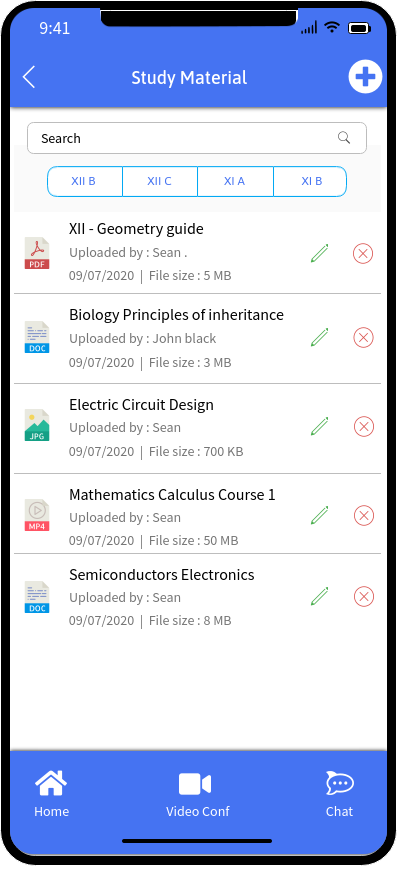 9:41
Study Material
Search
XII B XII C XI A XI B
XII - Geometry guide
Uploaded by : Sean .
PDF
09/07/2020 | File size : 5 MB
Biology Principles of inheritance
Uploaded by : John black
DOC
09/07/2020 | File size : 3 MB
Electric Circuit Design
Uploaded by : Sean
JPG
09/07/2020 | File size : 700 KB
Mathematics Calculus Course 1
Uploaded by : Sean
MP4
09/07/2020 | File size : 50 MB
Semiconductors Electronics
Uploaded by : Sean
DOC
09/07/2020 | File size : 8 MB
Home Video Conf Chat